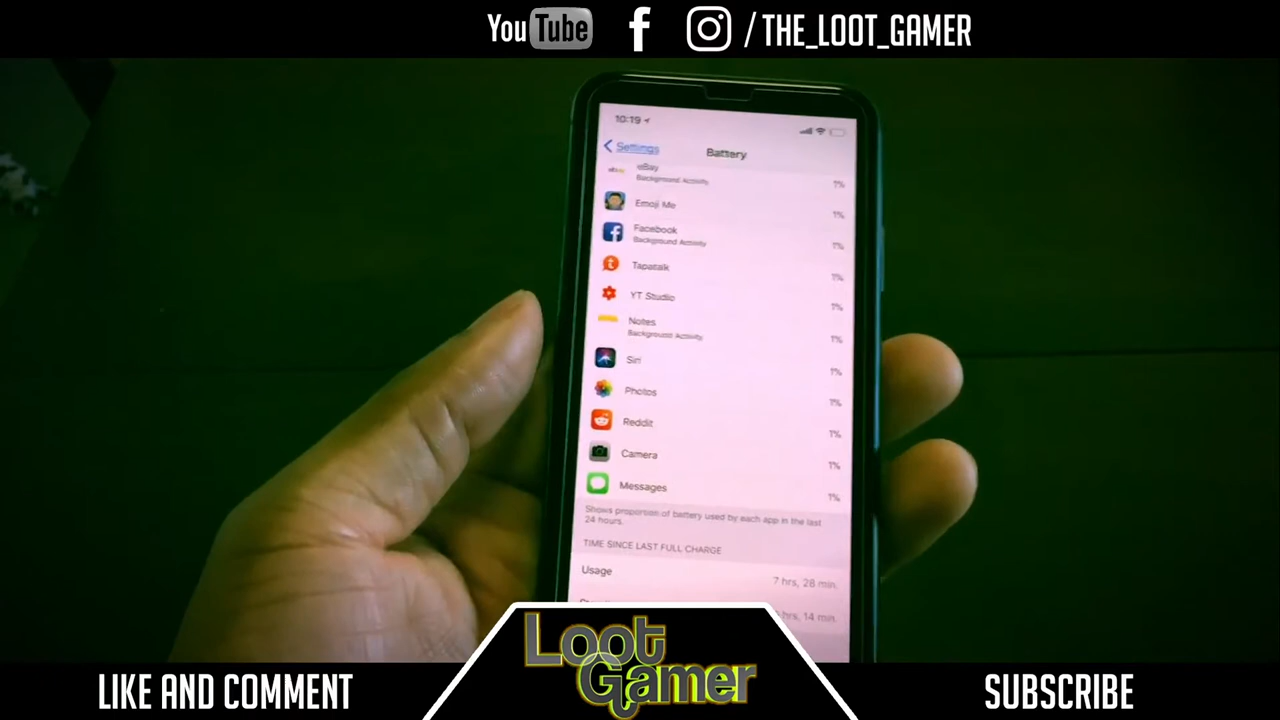 YouTube f / THE_LOOT_GAMER
10:19
Settings Battery
eBay
Background Activity 1%
Emoji Me 1%
Facebook
Background Activity 1%
Tapatalk 1%
YT Studio 1%
Notes
Background Activity 1%
Siri 1%
Photos 1%
Reddit 1%
Camera 1%
Messages 1%
Shows proportion of battery used by each app in the last
24 hours.
TIME SINCE LAST FULL CHARGE
Usage 7 hrs, 28 min.
hrs, 14 min.
Loot
Gamer
LIKE AND COMMENT
SUBSCRIBE